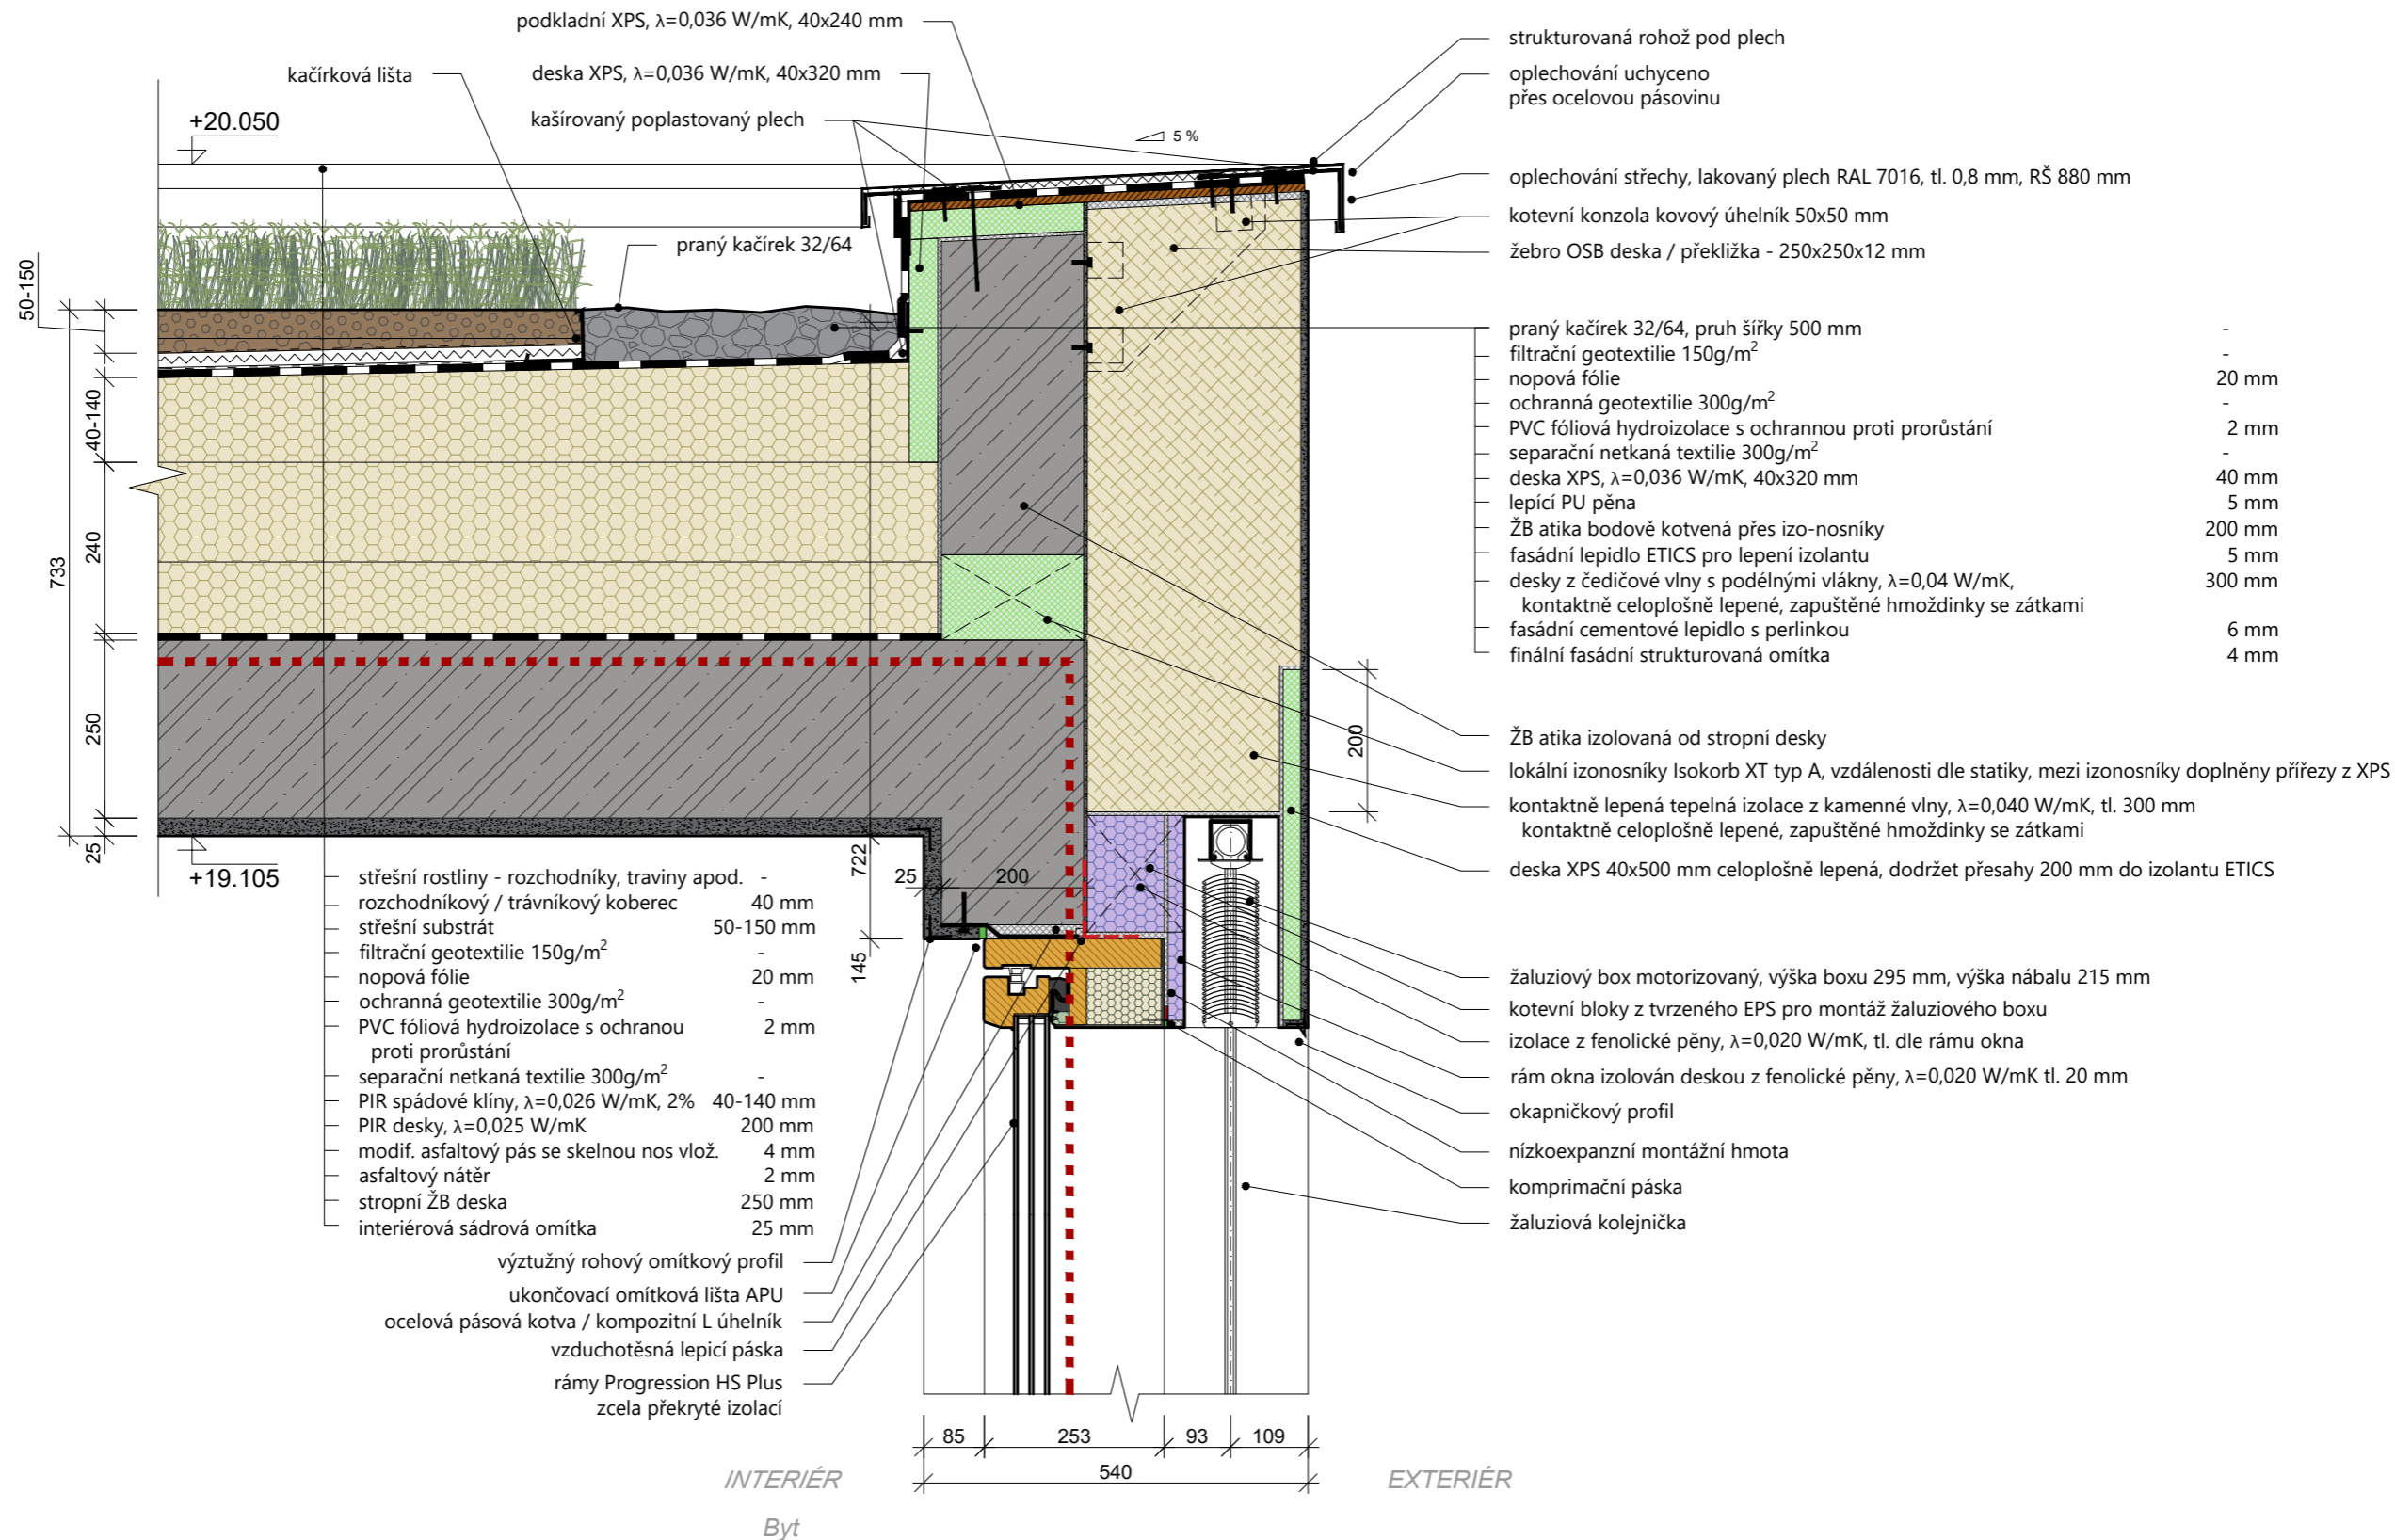 podkladní XPS, λ=0,036 W/mK, 40x240 mm
kačírková lišta
deska XPS, λ=0,036 W/mK, 40x320 mm
kašírovaný poplastovaný plech
+20.050
5 %
praný kačírek 32/64
strukturovaná rohož pod plech
oplechování uchyceno
přes ocelovou pásovinu
oplechování střechy, lakovaný plech RAL 7016, tl. 0,8 mm, RŠ 880 mm
kotevní konzola kovový úhelník 50x50 mm
žebro OSB deska / překližka - 250x250x12 mm
praný kačírek 32/64, pruh šířky 500 mm -
filtrační geotextilie 150g/m² -
nopová fólie 20 mm
ochranná geotextilie 300g/m² -
PVC fóliová hydroizolace s ochrannou proti prorůstání 2 mm
separační netkaná textilie 300g/m² -
deska XPS, λ=0,036 W/mK, 40x320 mm 40 mm
lepící PU pěna 5 mm
ŽB atika bodově kotvená přes izo-nosníky 200 mm
fasádní lepidlo ETICS pro lepení izolantu 5 mm
desky z čedičové vlny s podélnými vlákny, λ=0,04 W/mK, 300 mm
kontaktně celoplošně lepené, zapuštěné hmoždinky se zátkami
fasádní cementové lepidlo s perlinkou 6 mm
finální fasádní strukturovaná omítka 4 mm
ŽB atika izolovaná od stropní desky
lokální izonosníky Isokorb XT typ A, vzdálenosti dle statiky, mezi izonosníky doplněny přířezy z XPS
kontaktně lepená tepelná izolace z kamenné vlny, λ=0,040 W/mK, tl. 300 mm
kontaktně celoplošně lepené, zapuštěné hmoždinky se zátkami
deska XPS 40x500 mm celoplošně lepená, dodržet přesahy 200 mm do izolantu ETICS
žaluziový box motorizovaný, výška boxu 295 mm, výška nábalu 215 mm
kotevní bloky z tvrzeného EPS pro montáž žaluziového boxu
izolace z fenolické pěny, λ=0,020 W/mK, tl. dle rámu okna
rám okna izolován deskou z fenolické pěny, λ=0,020 W/mK tl. 20 mm
okapničkový profil
nízkoexpanzní montážní hmota
komprimační páska
žaluziová kolejnička
50-150
40-140
240
733
250
25
+19.105
722
145
25
200
200
střešní rostliny - rozchodníky, traviny apod. -
rozchodníkový / trávníkový koberec 40 mm
střešní substrát 50-150 mm
filtrační geotextilie 150g/m² -
nopová fólie 20 mm
ochranná geotextilie 300g/m² -
PVC fóliová hydroizolace s ochranou 2 mm
proti prorůstání
separační netkaná textilie 300g/m² -
PIR spádové klíny, λ=0,026 W/mK, 2% 40-140 mm
PIR desky, λ=0,025 W/mK 200 mm
modif. asfaltový pás se skelnou nos vlož. 4 mm
asfaltový nátěr 2 mm
stropní ŽB deska 250 mm
interiérová sádrová omítka 25 mm
výztužný rohový omítkový profil
ukončovací omítková lišta APU
ocelová pásová kotva / kompozitní L úhelník
vzduchotěsná lepicí páska
rámy Progression HS Plus
zcela překryté izolací
85 253 93 109
540
INTERIÉR
EXTERIÉR
Byt